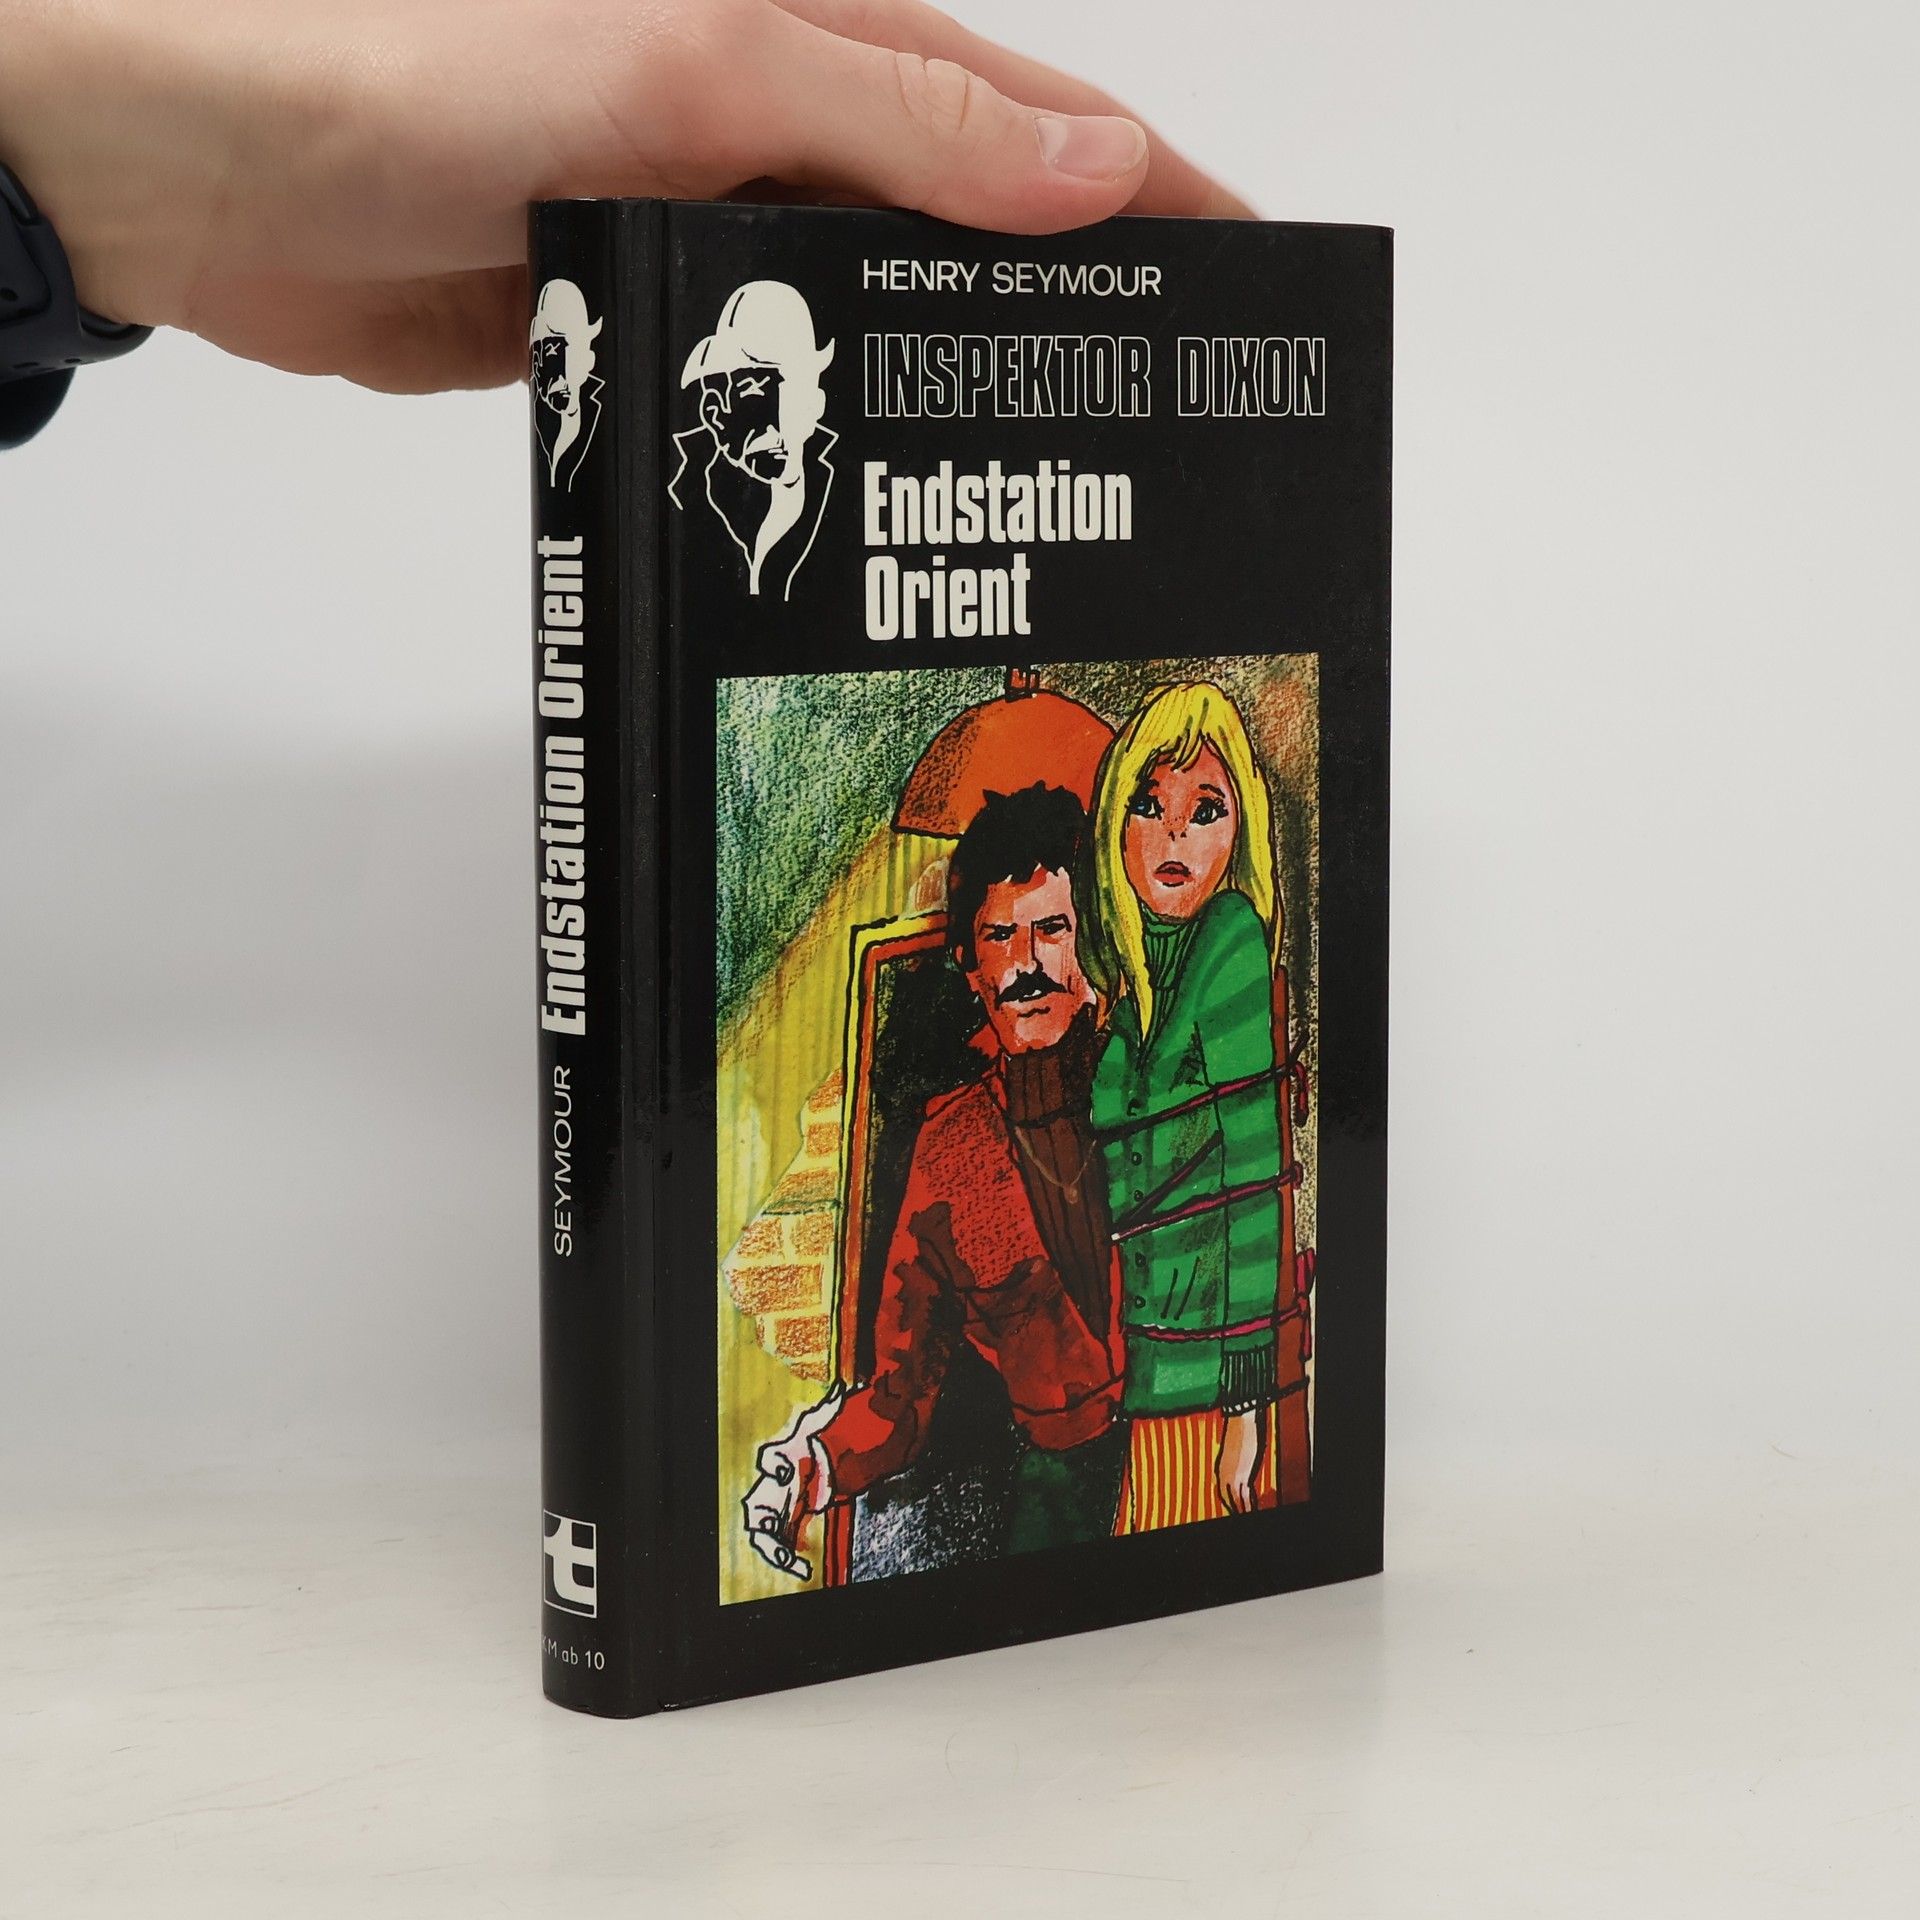 HENRY SEYMOUR
INSPEKTOR DIXON
Endstation
Orient
SEYMOUR Endstation Orient
t
KM ab 10